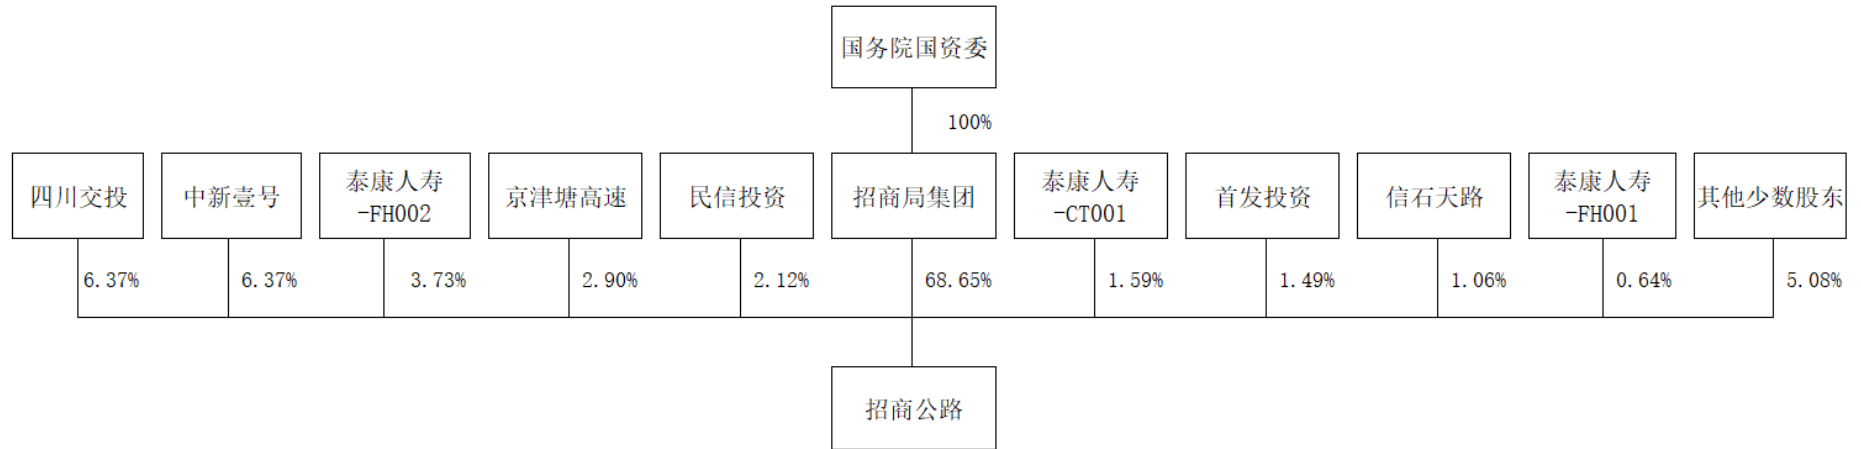 国务院国资委
100%
四川交投
中新壹号
泰康人寿
-FH002
京津塘高速
民信投资
招商局集团
泰康人寿
-CT001
首发投资
信石天路
泰康人寿
-FH001
其他少数股东
6.37%
6.37%
3.73%
2.90%
2.12%
68.65%
1.59%
1.49%
1.06%
0.64%
5.08%
招商公路